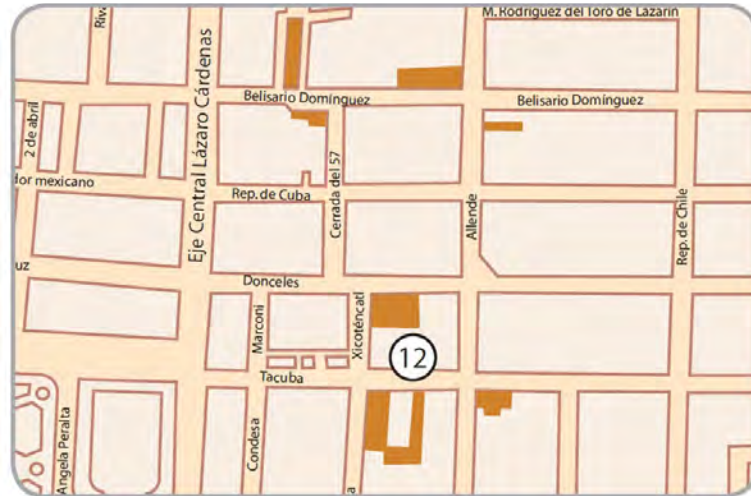 M. Rodríguez del Toro de Lazarín
Riv
Belisario Domínguez
Belisario Domínguez
2 de abril
Eje Central Lázaro Cárdenas
Cerrada del 57
dor mexicano
Rep. de Cuba
Allende
Rep. de Chile
uz
Donceles
Marconi
Xicoténcatl
12
Tacuba
Angela Peralta
Condesa
a